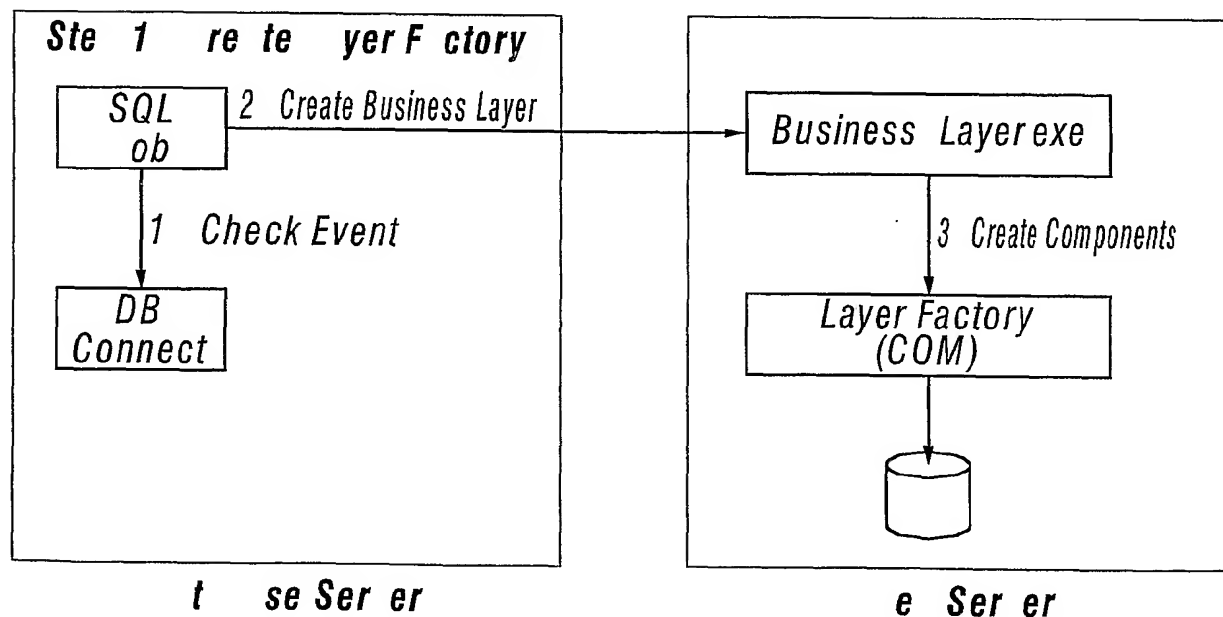 Ste 1 re te yer F ctory
SQL
ob
2 Create Business Layer
Business Layer exe
1 Check Event
3 Create Components
DB
Connect
Layer Factory
(COM)
t se Ser er
e Ser er